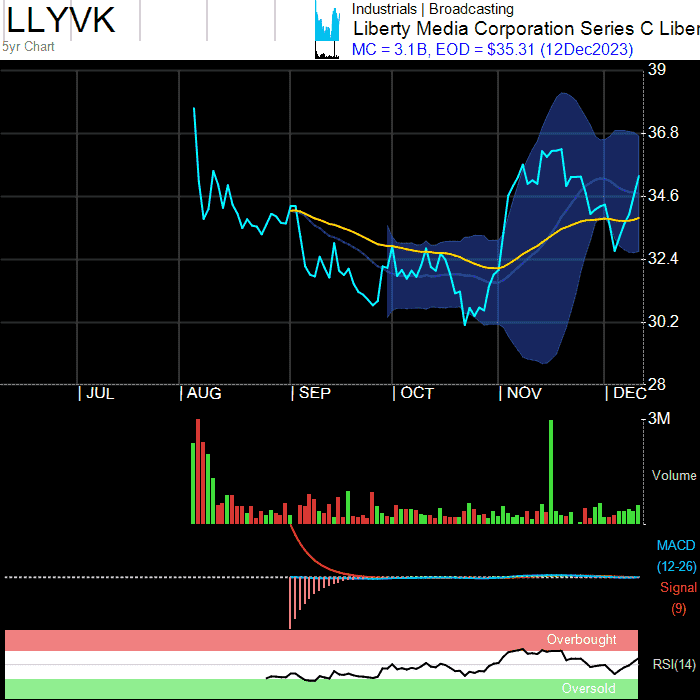 LLYVK
5yr Chart
Industrials | Broadcasting
Liberty Media Corporation Series C Liber
MC = 3.1B, EOD = $35.31 (12Dec2023)
39
36.8
34.6
32.4
30.2
28
| JUL | AUG | SEP | OCT | NOV | DEC
3M
Volume
MACD
(12-26)
Signal
(9)
Overbought
RSI(14)
Oversold